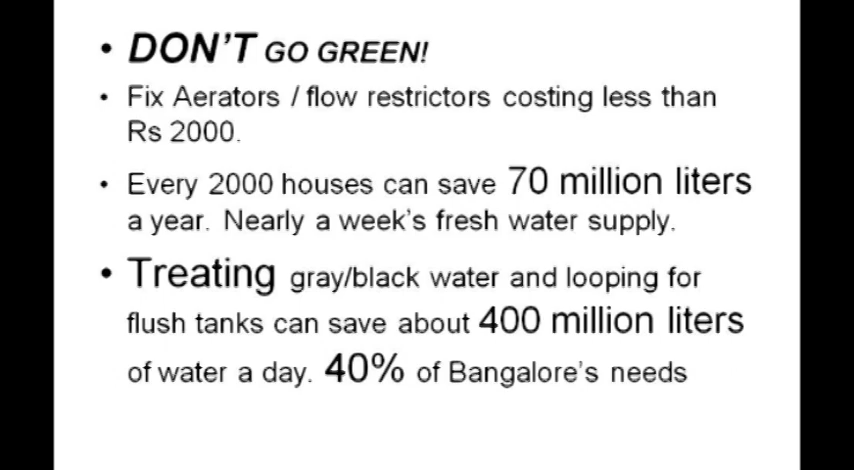 • DON'T GO GREEN!
• Fix Aerators / flow restrictors costing less than
Rs 2000.
• Every 2000 houses can save 70 million liters
a year. Nearly a week's fresh water supply.
• Treating gray/black water and looping for
flush tanks can save about 400 million liters
of water a day. 40% of Bangalore's needs